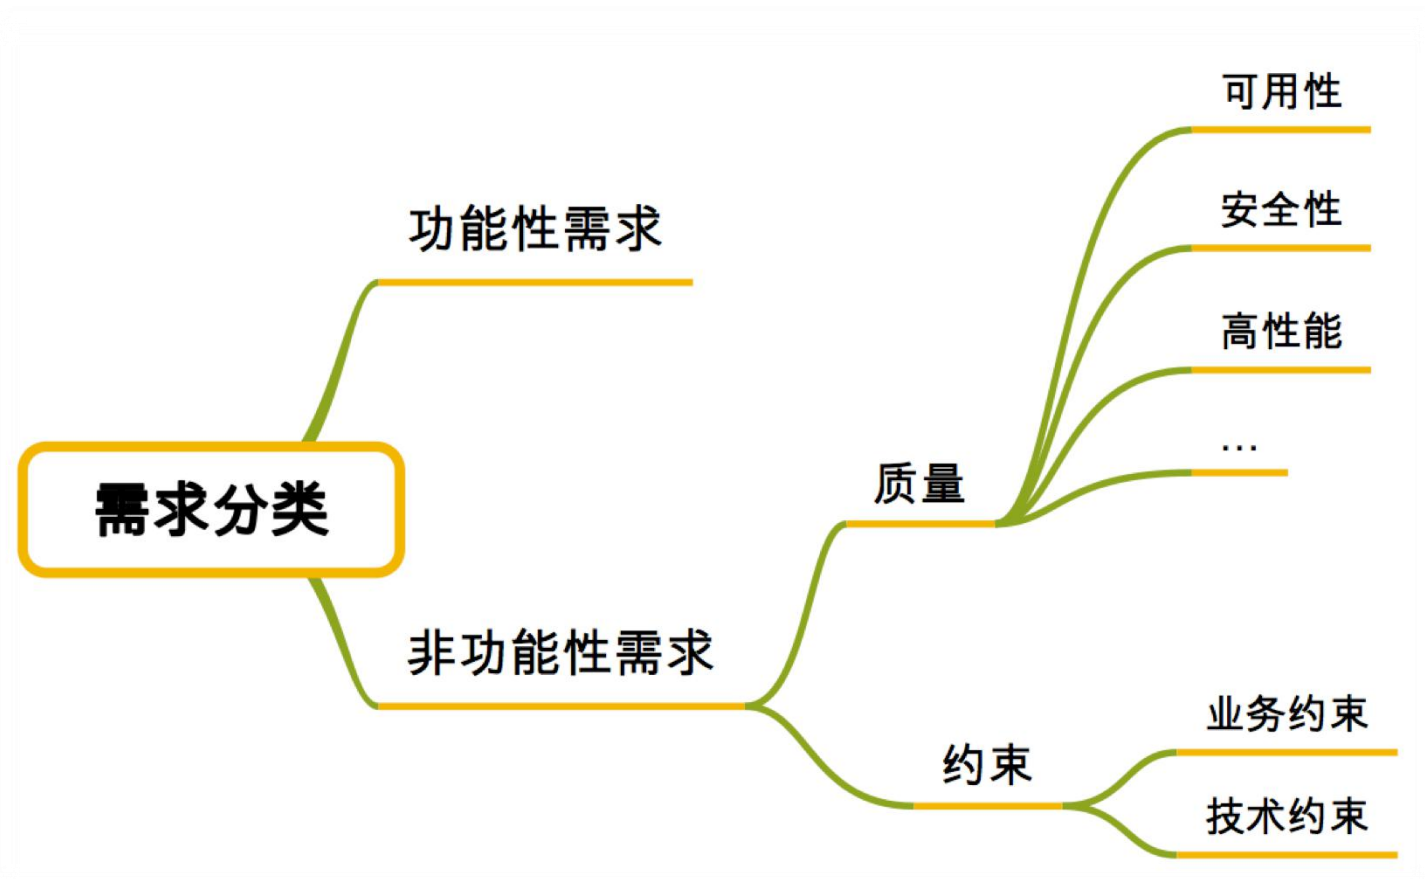 可用性
安全性
功能性需求
高性能
...
质量
需求分类
非功能性需求
业务约束
约束
技术约束